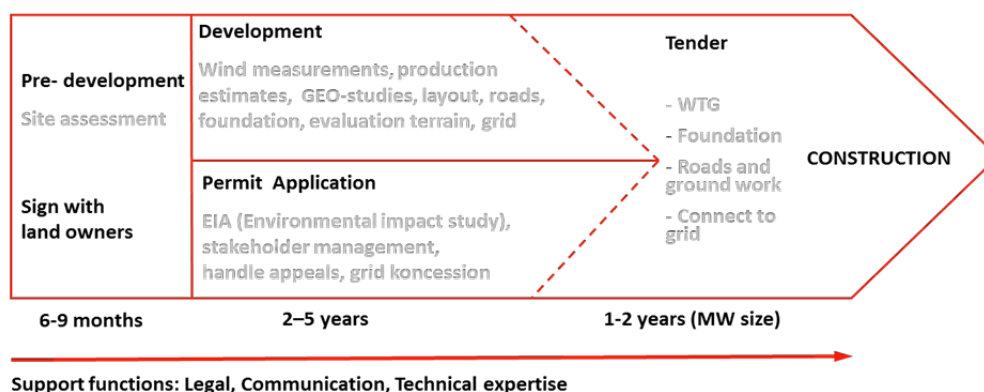 Pre- development
Site assessment
Sign with
land owners
Development
Wind measurements, production
estimates, GEO-studies, layout, roads,
foundation, evaluation terrain, grid
Permit Application
EIA (Environmental impact study),
stakeholder management,
handle appeals, grid koncession
Tender
- WTG
- Foundation
- Roads and
ground work
- Connect to
grid
CONSTRUCTION
6-9 months
2–5 years
1-2 years (MW size)
Support functions: Legal, Communication, Technical expertise